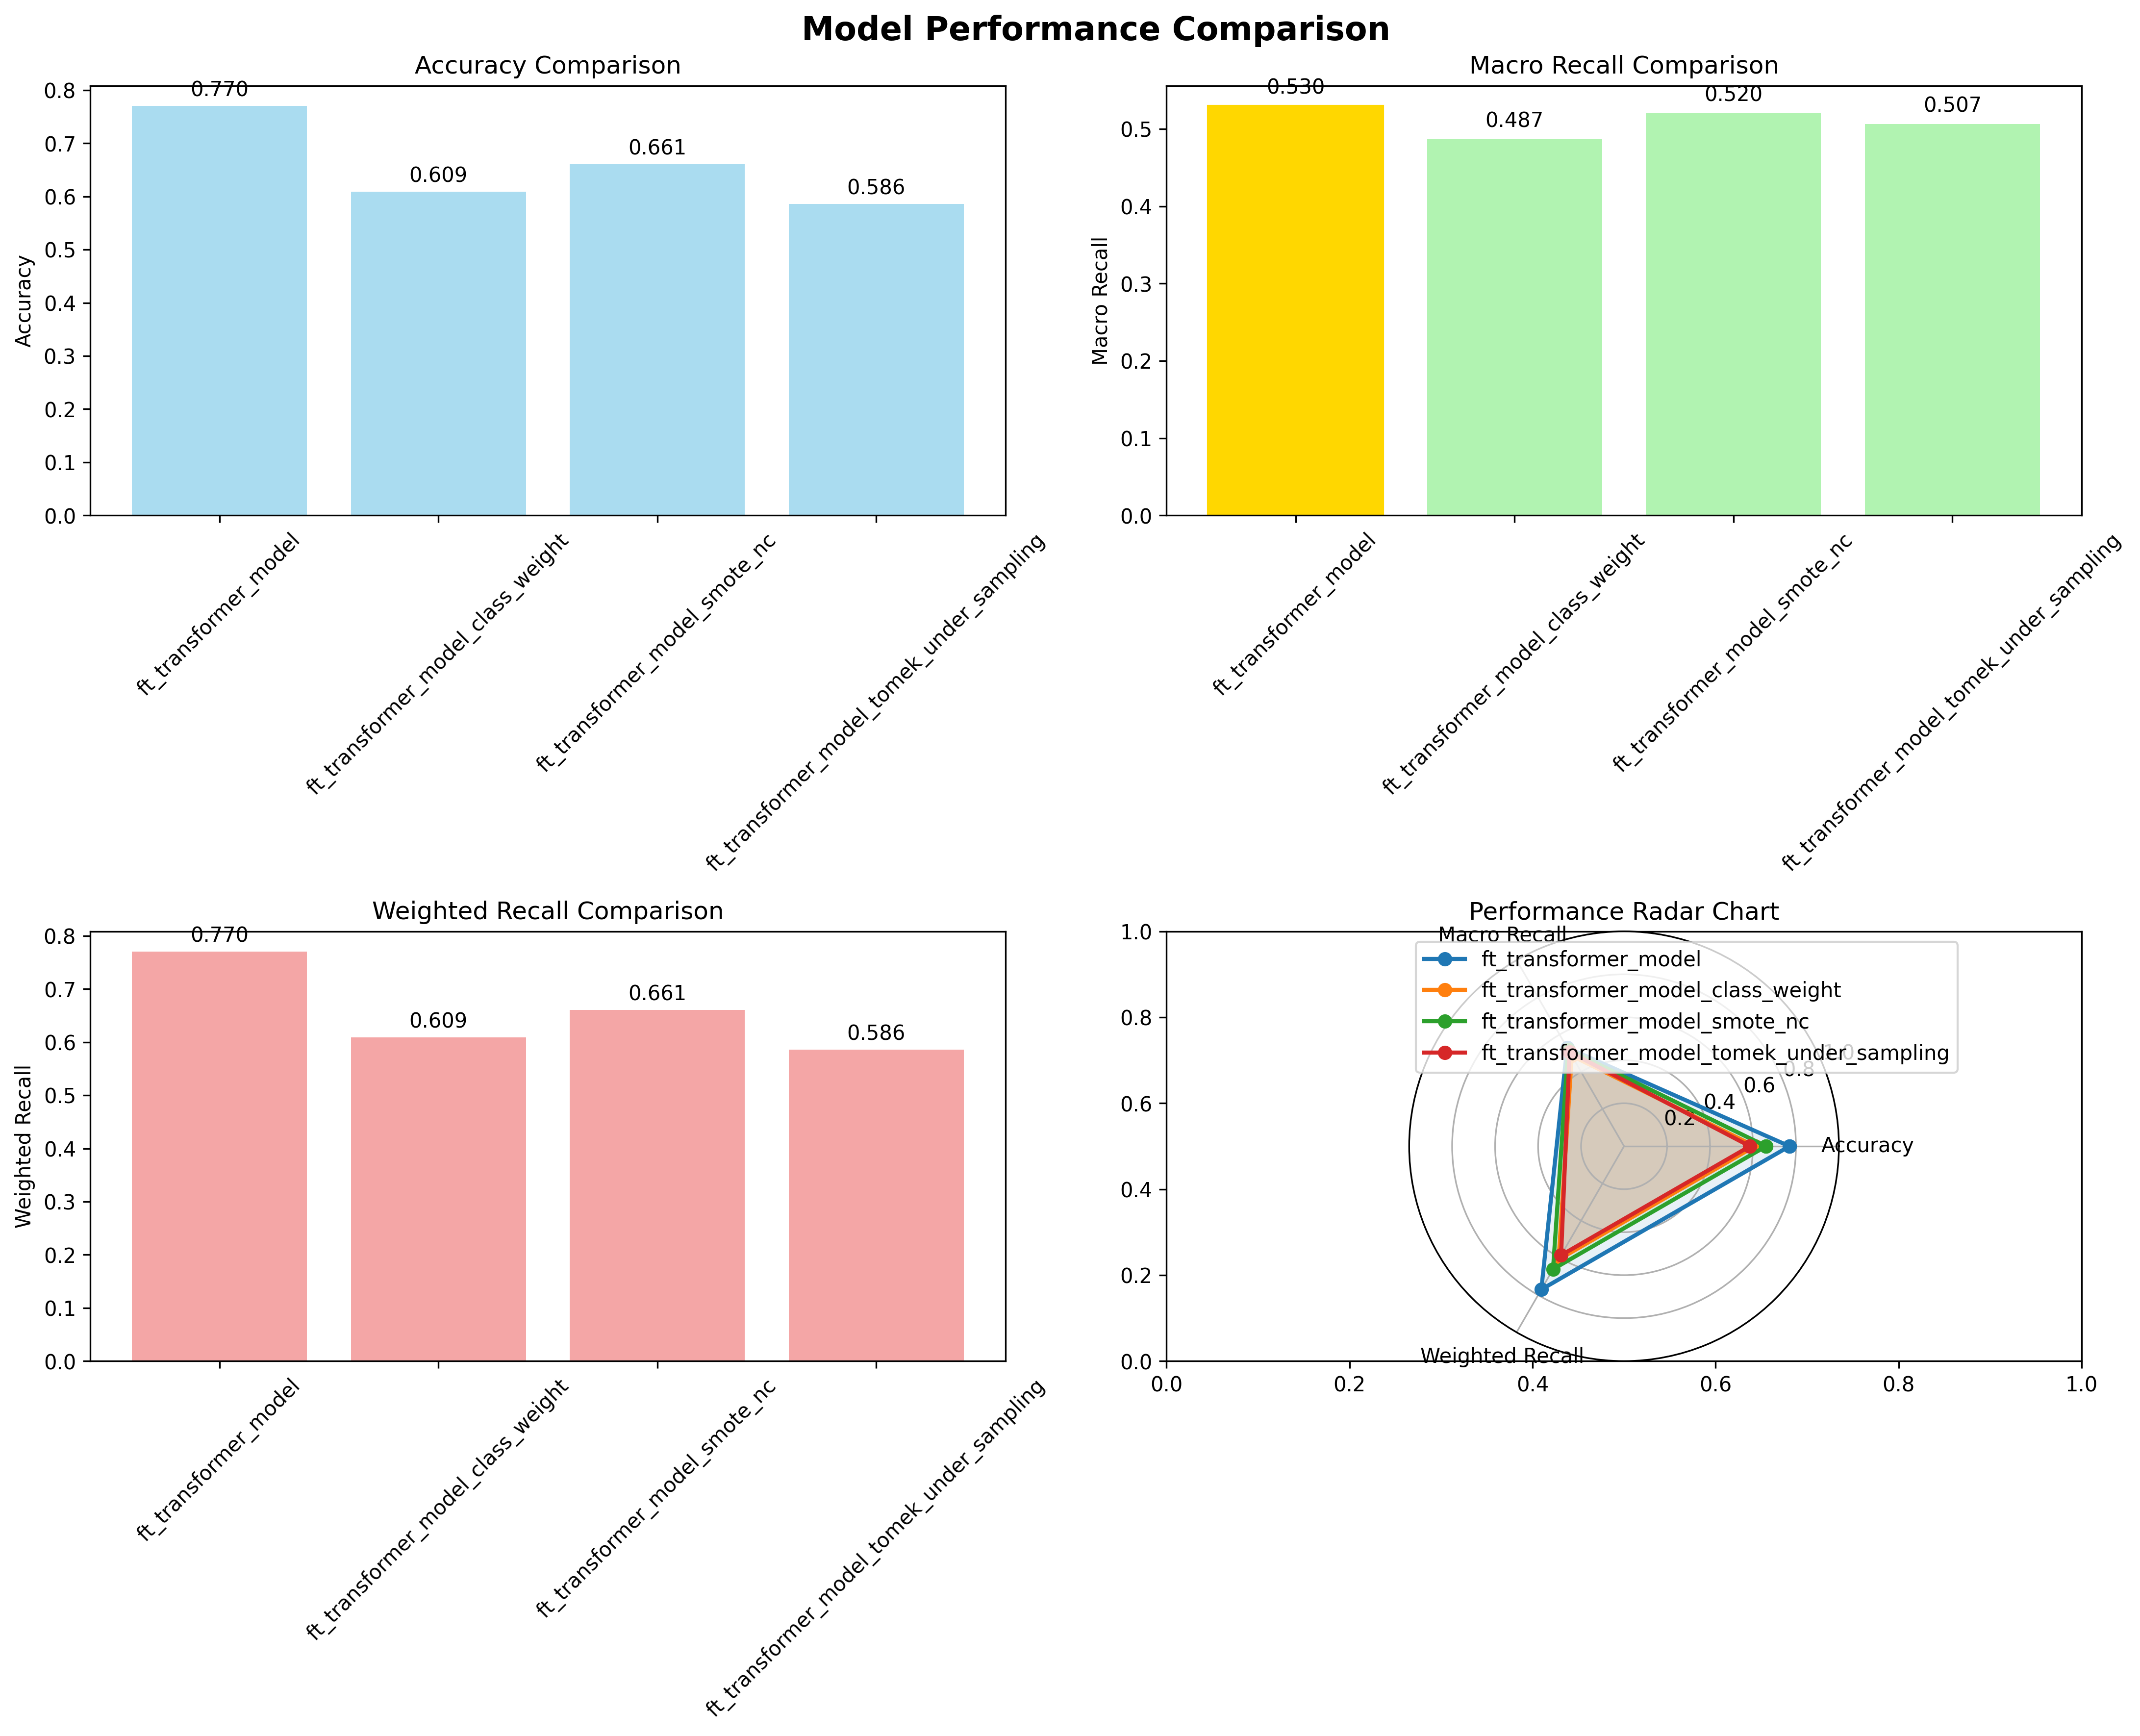 Model Performance Comparison
Accuracy Comparison
0.8
0.7
0.6
0.5
0.4
0.3
0.2
0.1
0.0
Accuracy
0.770
0.609
0.661
0.586
ft_transformer_model
ft_transformer_model_class_weight
ft_transformer_model_smote_nc
ft_transformer_model_tomek_under_sampling
Macro Recall Comparison
0.5
0.4
0.3
0.2
0.1
0.0
Macro Recall
0.530
0.487
0.520
0.507
ft_transformer_model
ft_transformer_model_class_weight
ft_transformer_model_smote_nc
ft_transformer_model_tomek_under_sampling
Weighted Recall Comparison
0.8
0.7
0.6
0.5
0.4
0.3
0.2
0.1
0.0
Weighted Recall
0.770
0.609
0.661
0.586
ft_transformer_model
ft_transformer_model_class_weight
ft_transformer_model_smote_nc
ft_transformer_model_tomek_under_sampling
Performance Radar Chart
1.0
0.8
0.6
0.4
0.2
0.0
0.0
0.2
0.4
0.6
0.8
1.0
Macro Recall
ft_transformer_model
ft_transformer_model_class_weight
ft_transformer_model_smote_nc
ft_transformer_model_tomek_under_sampling
1.0
0.8
0.6
0.4
0.2
Accuracy
Weighted Recall